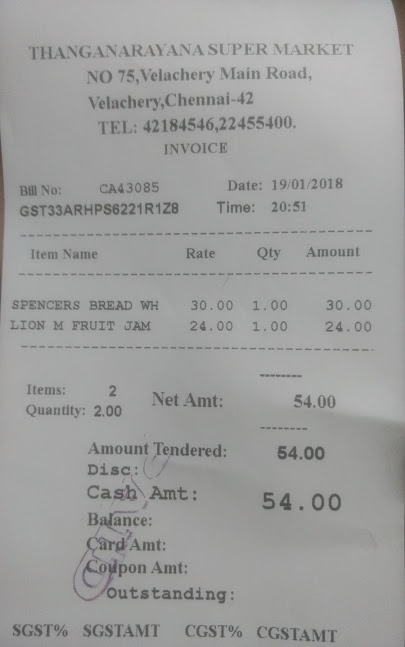 THANGANARAYANA SUPER MARKET
NO 75,Velachery Main Road,
Velachery,Chennai-42
TEL: 42184546,22455400.
INVOICE
Bill No: CA43085 Date: 19/01/2018
GST33ARHPS6221R1Z8 Time: 20:51
Item Name Rate Qty Amount
SPENCERS BREAD WH 30.00 1.00 30.00
LION M FRUIT JAM 24.00 1.00 24.00
Items: 2 Net Amt: 54.00
Quantity: 2.00
Amount Tendered: 54.00
Disc:
Cash Amt: 54.00
Balance:
Card Amt:
Coupon Amt:
Outstanding:
SGST% SGSTAMT CGST% CGSTAMT